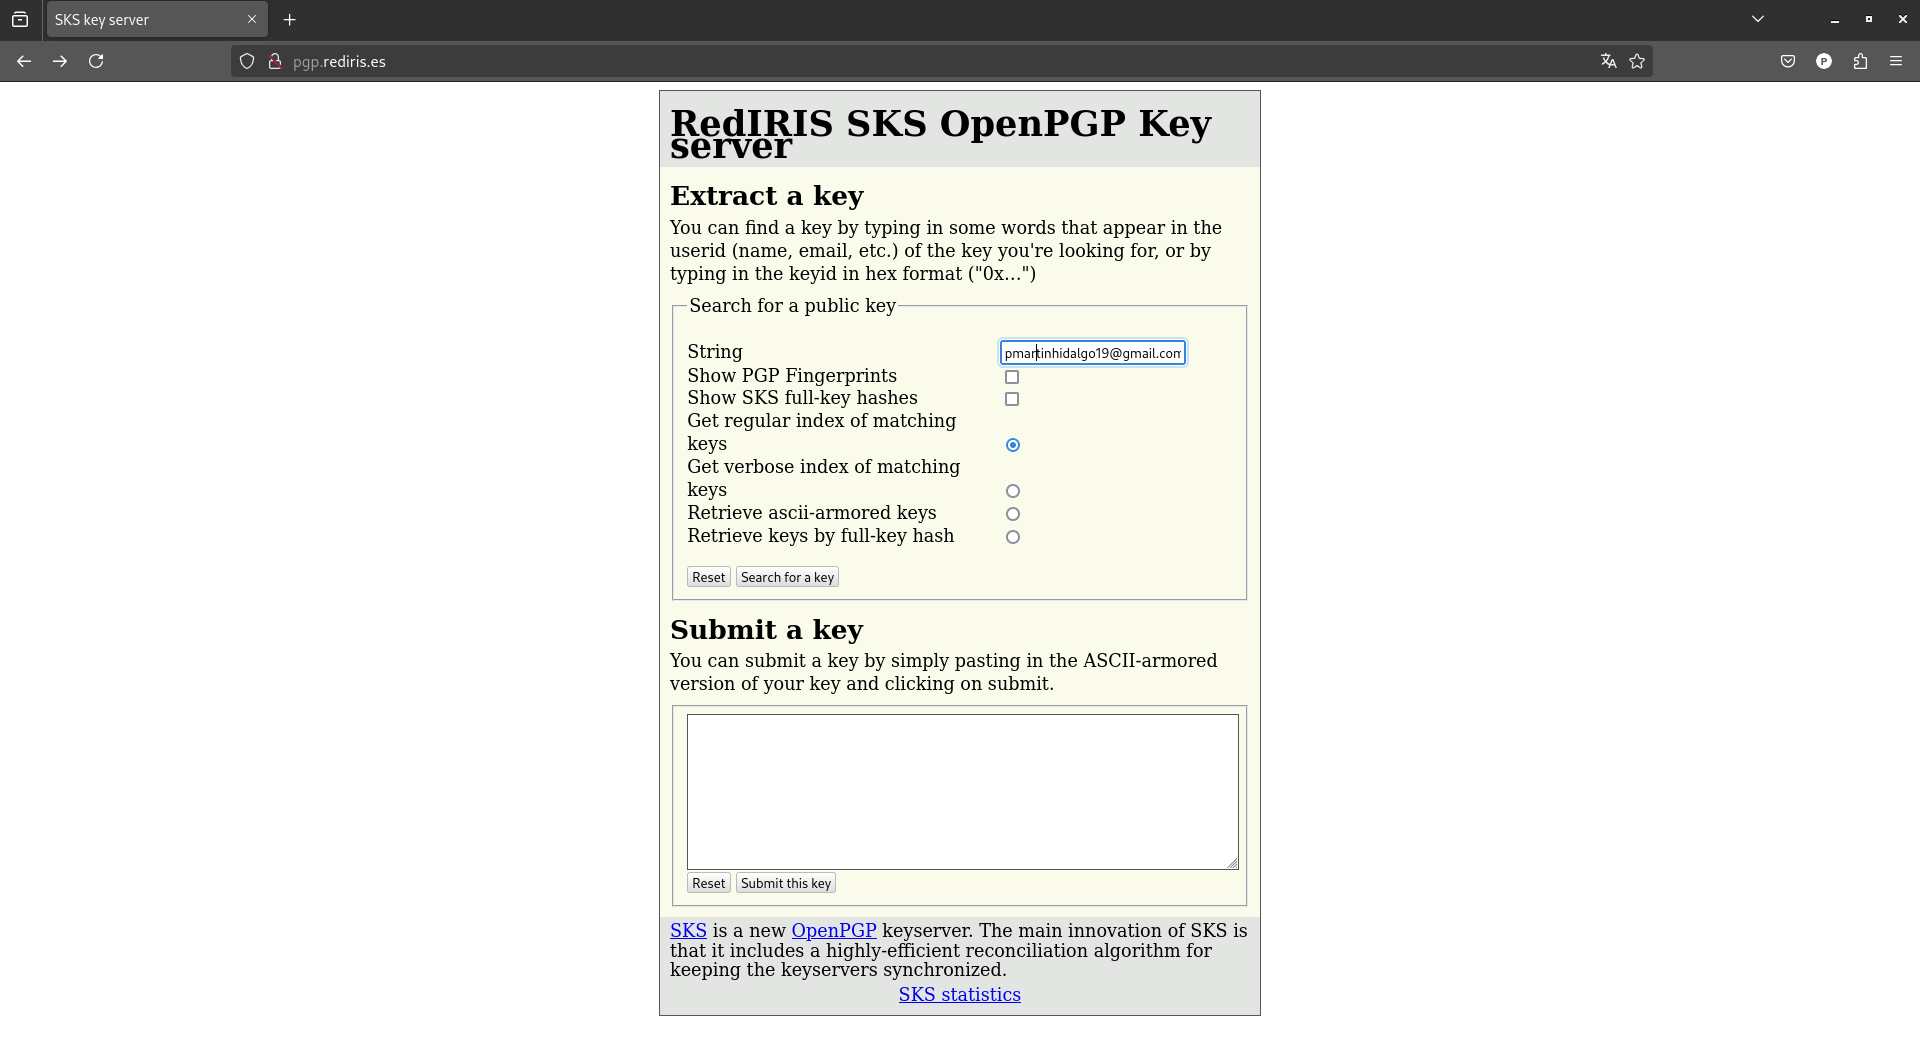 SKS key server
pgp.rediris.es
P
RedIRIS SKS OpenPGP Key
server
Extract a key
You can find a key by typing in some words that appear in the
userid (name, email, etc.) of the key you're looking for, or by
typing in the keyid in hex format ("0x...")
Search for a public key
String pmartinhidalgo19@gmail.com
Show PGP Fingerprints
Show SKS full-key hashes
Get regular index of matching
keys
Get verbose index of matching
keys
Retrieve ascii-armored keys
Retrieve keys by full-key hash
Reset Search for a key
Submit a key
You can submit a key by simply pasting in the ASCII-armored
version of your key and clicking on submit.
Reset Submit this key
SKS is a new OpenPGP keyserver. The main innovation of SKS is
that it includes a highly-efficient reconciliation algorithm for
keeping the keyservers synchronized.
SKS statistics